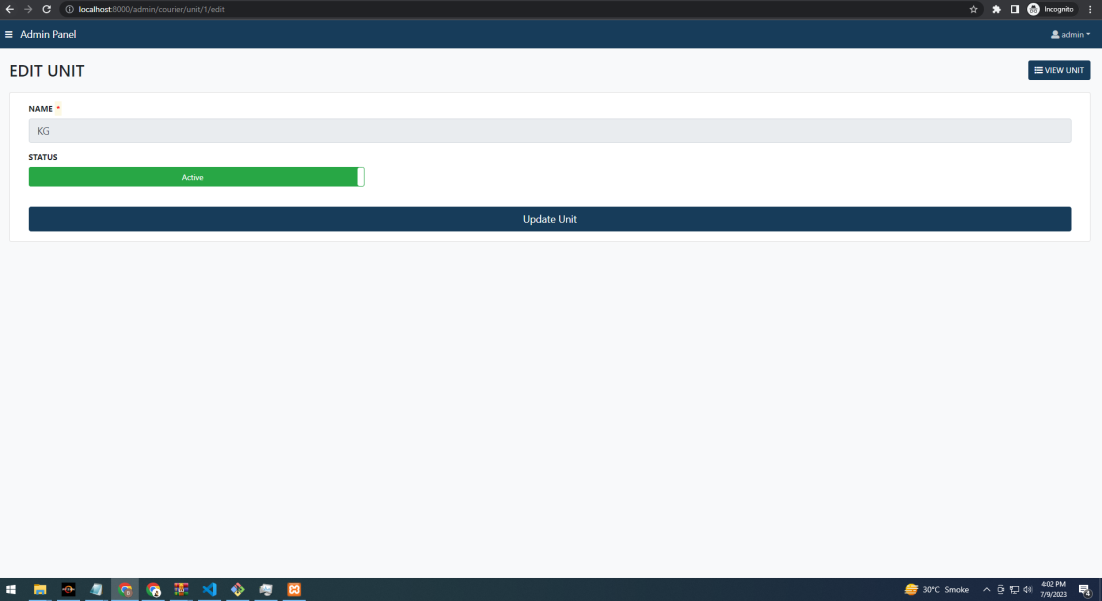 localhost:8000/admin/courier/unit/1/edit
Incognito
Admin Panel
admin
EDIT UNIT
VIEW UNIT
NAME *
KG
STATUS
Active
Update Unit
30°C Smoke
4:02 PM
7/9/2023
4